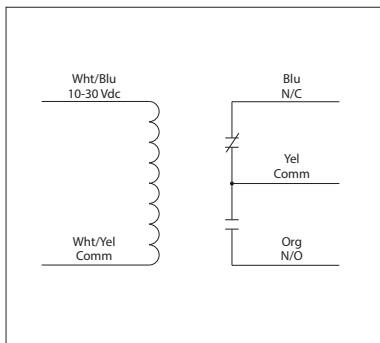 Wht/Blu
10-30 Vdc
Blu
N/C
Yel
Comm
Wht/Yel
Comm
Org
N/O